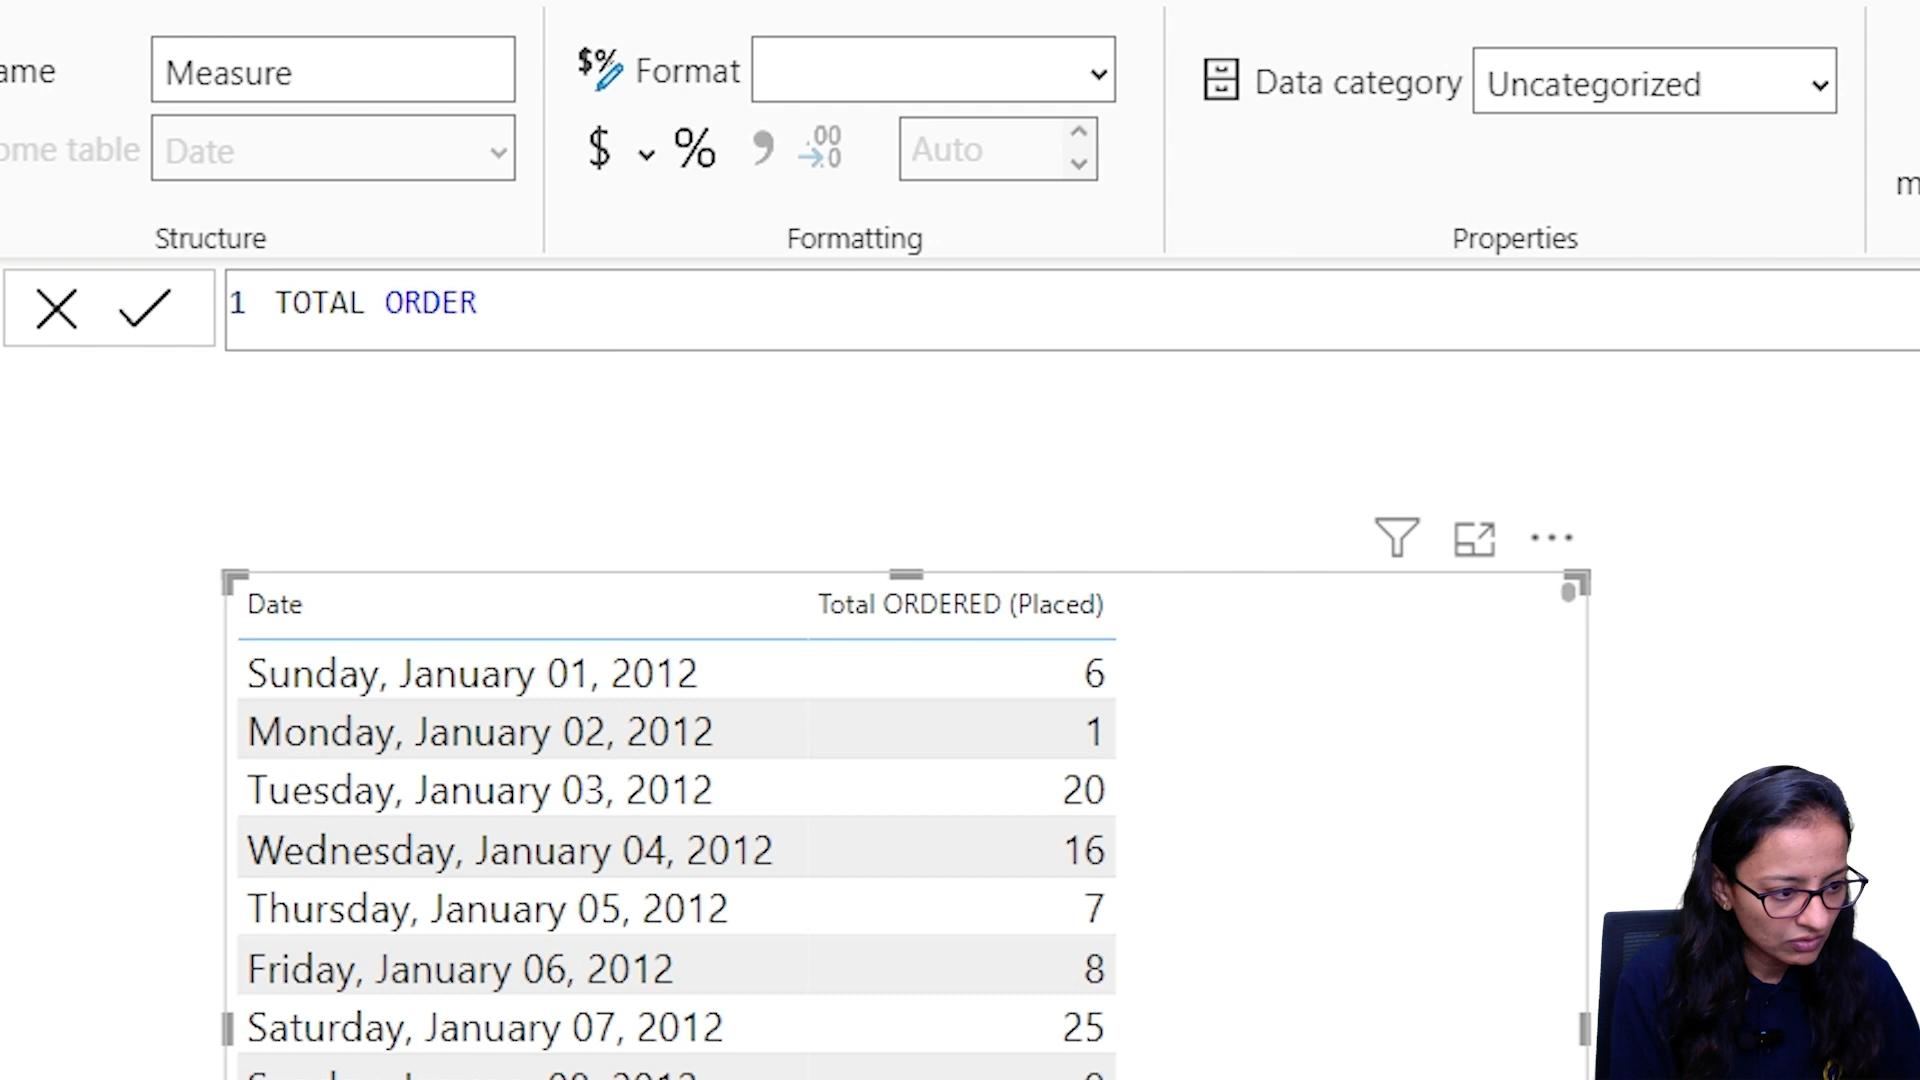 ame Measure
ome table Date
Structure
$% Format
$ % , .00 .0 Auto
Formatting
Data category Uncategorized
Properties
m
1 TOTAL ORDER
Date Total ORDERED (Placed)
Sunday, January 01, 2012 6
Monday, January 02, 2012 1
Tuesday, January 03, 2012 20
Wednesday, January 04, 2012 16
Thursday, January 05, 2012 7
Friday, January 06, 2012 8
Saturday, January 07, 2012 25